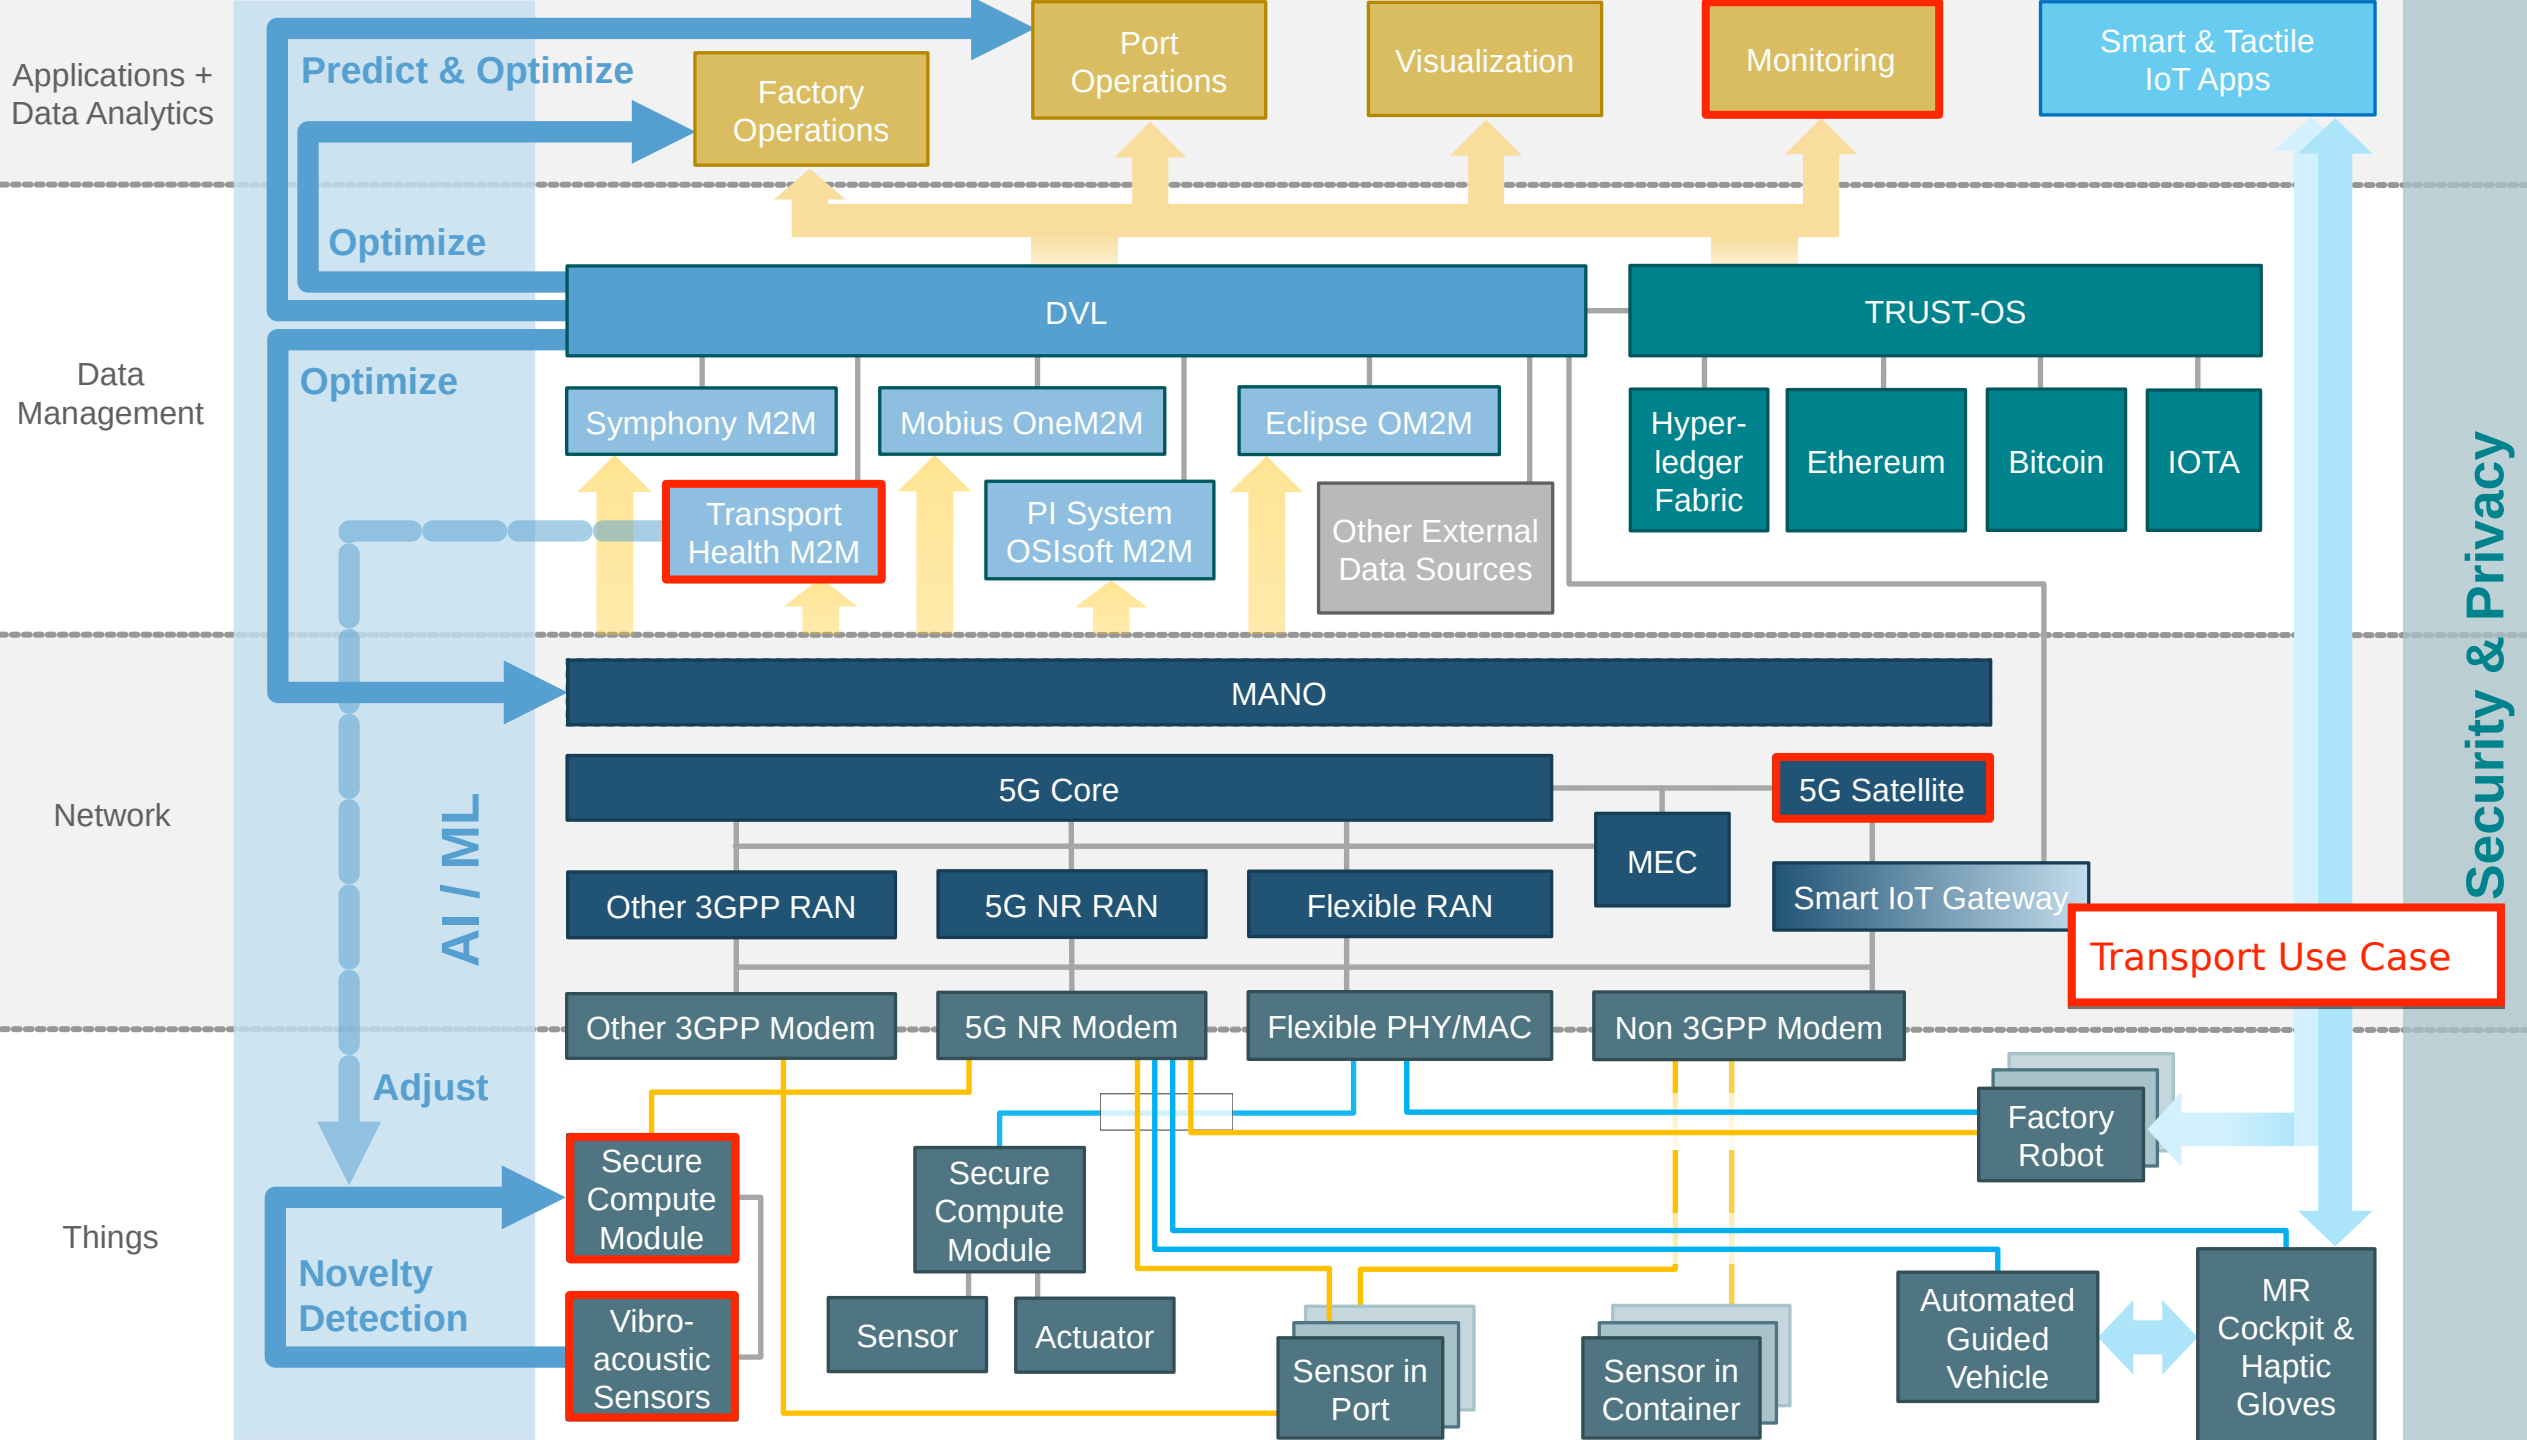 Applications +
Data Analytics
Predict & Optimize
Factory
Operations
Port
Operations
Visualization
Monitoring
Smart & Tactile
IoT Apps
Optimize
Data
Management
DVL
TRUST-OS
Optimize
Symphony M2M
Mobius OneM2M
Eclipse OM2M
Transport
Health M2M
PI System
OSIsoft M2M
Other External
Data Sources
Hyper-
ledger
Fabric
Ethereum
Bitcoin
IOTA
Security & Privacy
Network
AI / ML
MANO
5G Core
5G Satellite
MEC
Other 3GPP RAN
5G NR RAN
Flexible RAN
Smart IoT Gateway
Transport Use Case
Other 3GPP Modem
5G NR Modem
Flexible PHY/MAC
Non 3GPP Modem
Things
Adjust
Novelty
Detection
Secure
Compute
Module
Vibro-
acoustic
Sensors
Secure
Compute
Module
Sensor
Actuator
Sensor in
Port
Sensor in
Container
Factory
Robot
Automated
Guided
Vehicle
MR
Cockpit &
Haptic
Gloves